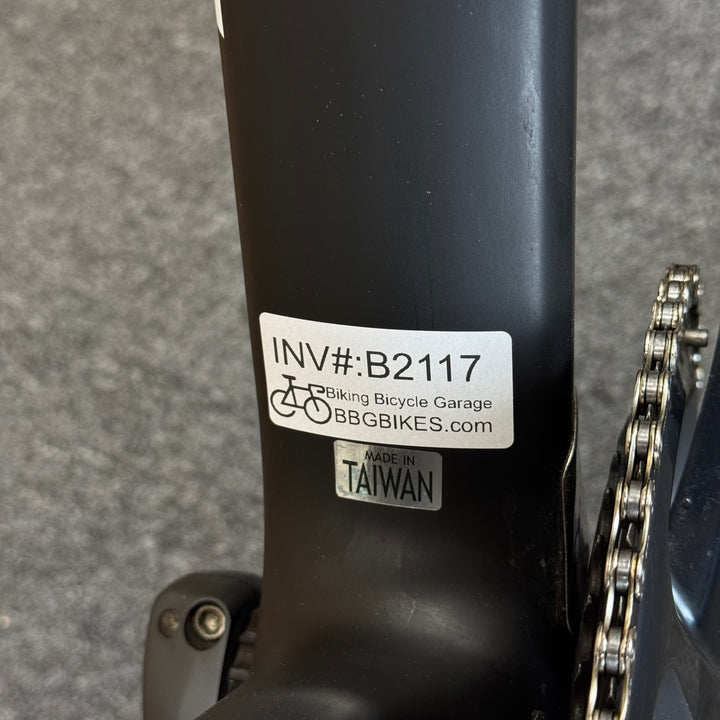 INV#:B2117
Biking Bicycle Garage
BBGBIKES.com
MADE IN
TAIWAN